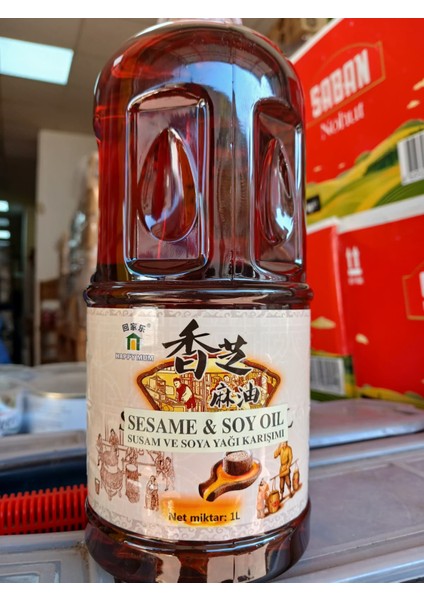 SABAN
Nohut
回家乐
HAPPY MUM
香芝
麻油
SESAME & SOY OIL
SUSAM VE SOYA YAĞI KARIŞIMI
Net miktar: 1L